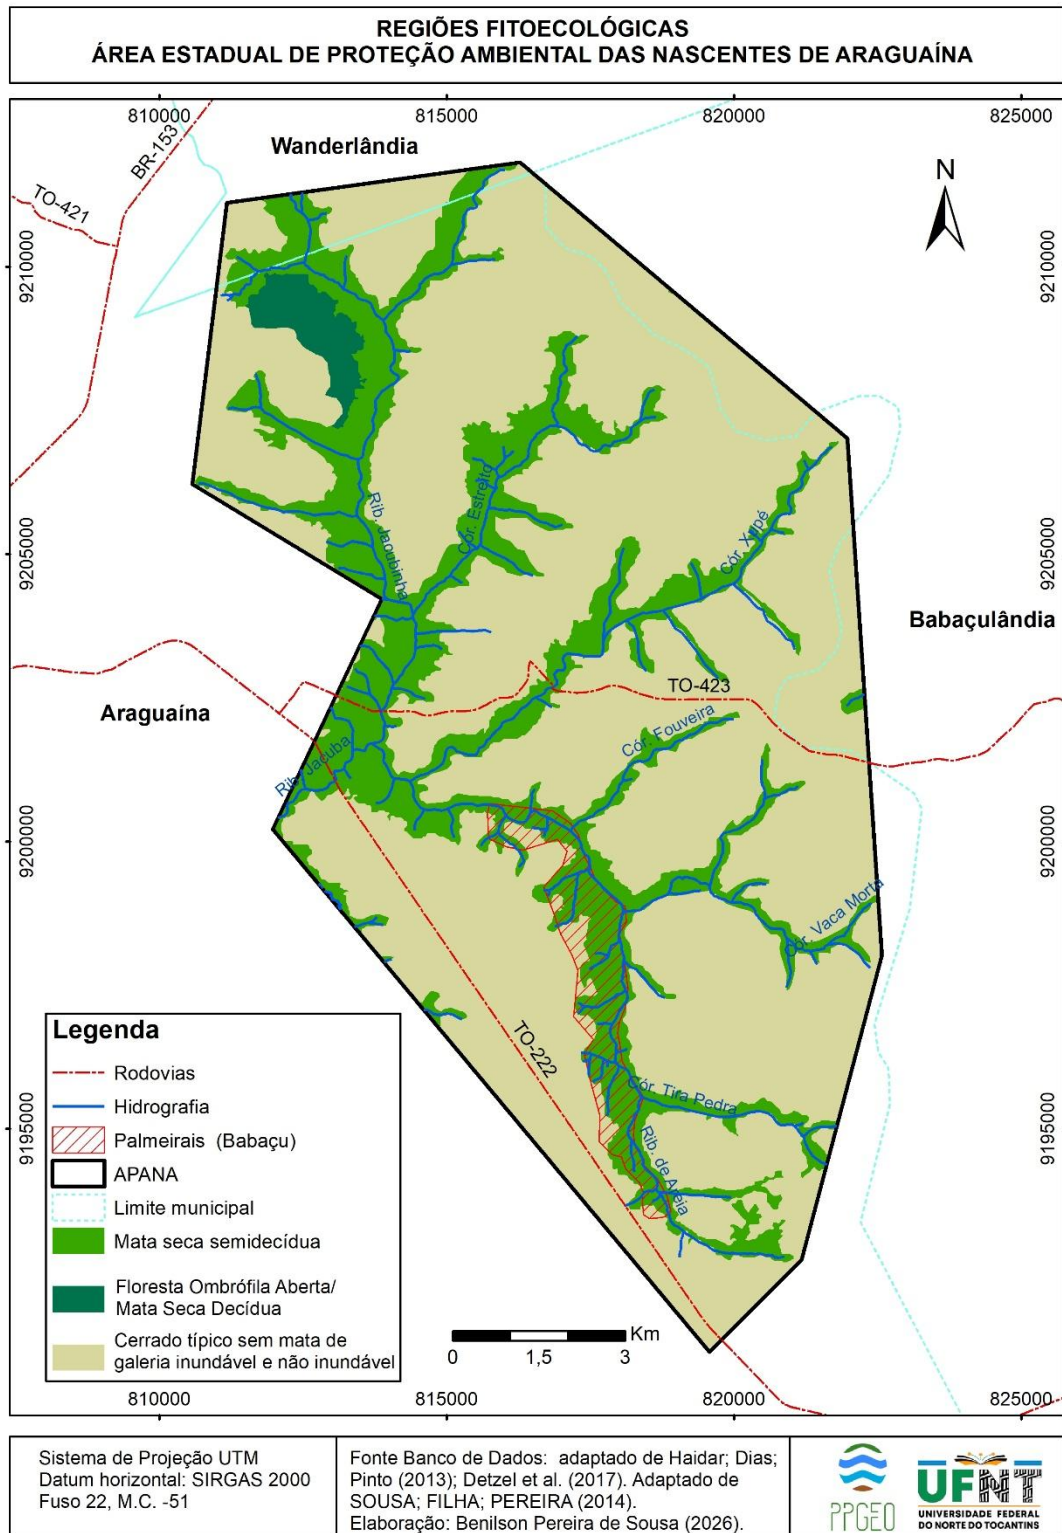 REGIÕES FITOECOLÓGICAS
ÁREA ESTADUAL DE PROTEÇÃO AMBIENTAL DAS NASCENTES DE ARAGUAÍNA
810000
815000
820000
825000
Wanderlândia
BR-153
TO-421
N
9210000
9210000
Rib. Jacubinha
Cór. Estreito
Cór. Xupé
9205000
9205000
Babaçulândia
Araguaína
TO-423
Cór. Fouveira
Rib. Jacuba
9200000
9200000
Cór. Vaca Morta
TO-222
Cór. Tira Pedra
Rib. de Areia
9195000
9195000
Legenda
Rodovias
Hidrografia
Palmeirais (Babaçu)
APANA
Limite municipal
Mata seca semidecídua
Floresta Ombrófila Aberta/
Mata Seca Decídua
Cerrado típico sem mata de
galeria inundável e não inundável
Km
0 1,5 3
810000
815000
820000
825000
Sistema de Projeção UTM
Datum horizontal: SIRGAS 2000
Fuso 22, M.C. -51
Fonte Banco de Dados: adaptado de Haidar; Dias;
Pinto (2013); Detzel et al. (2017). Adaptado de
SOUSA; FILHA; PEREIRA (2014).
Elaboração: Benilson Pereira de Sousa (2026).
PPGEO
UFNT
UNIVERSIDADE FEDERAL
DO NORTE DO TOCANTINS